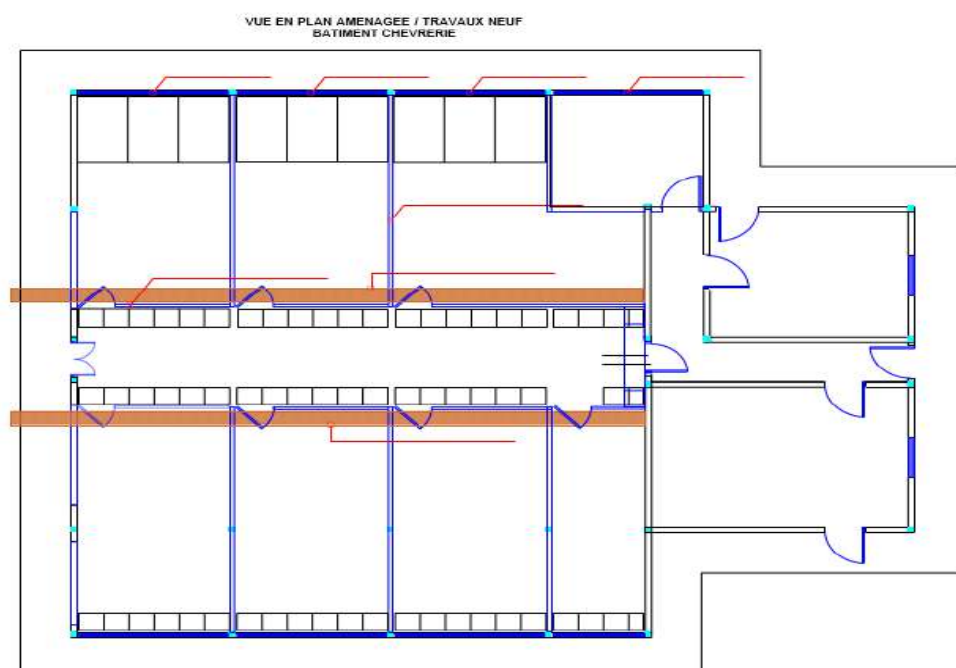 VUE EN PLAN AMENAGEE / TRAVAUX NEUF
BATIMENT CHEVRERIE